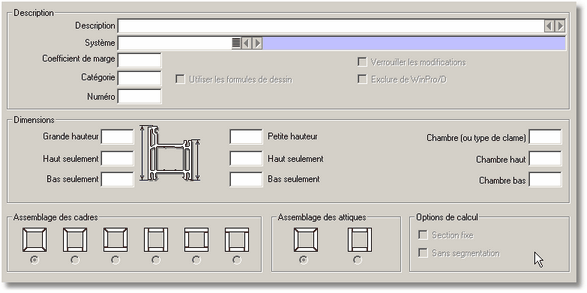 Description
Description
Système
Coefficient de marge
Verrouiller les modifications
Catégorie
Utiliser les formules de dessin
Exclure de WinPro/D
Numéro
Dimensions
Grande hauteur
Petite hauteur
Chambre (ou type de clame)
Haut seulement
Haut seulement
Chambre haut
Bas seulement
Bas seulement
Chambre bas
Assemblage des cadres
Assemblage des attiques
Options de calcul
Section fixe
Sans segmentation